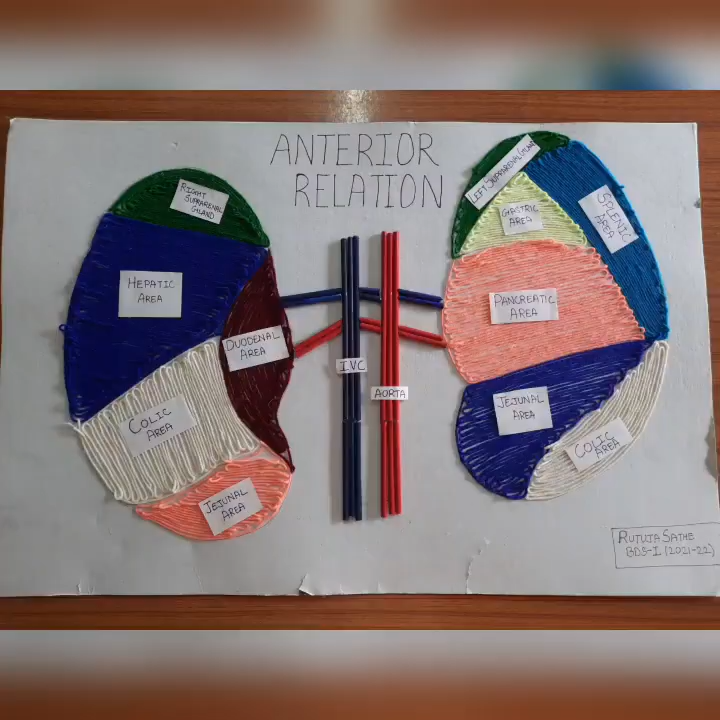 ANTERIOR
RELATION
RIGHT
SUPRARENAL
GLAND
HEPATIC
AREA
DUODENAL
AREA
COLIC
AREA
JEJUNAL
AREA
I.V.C
AORTA
LEFT SUPRARENAL GLAND
GASTRIC
AREA
SPLENIC
AREA
PANCREATIC
AREA
JEJUNAL
AREA
COLIC
AREA
RUTUJA SATHE
BDS-I (2021-22)